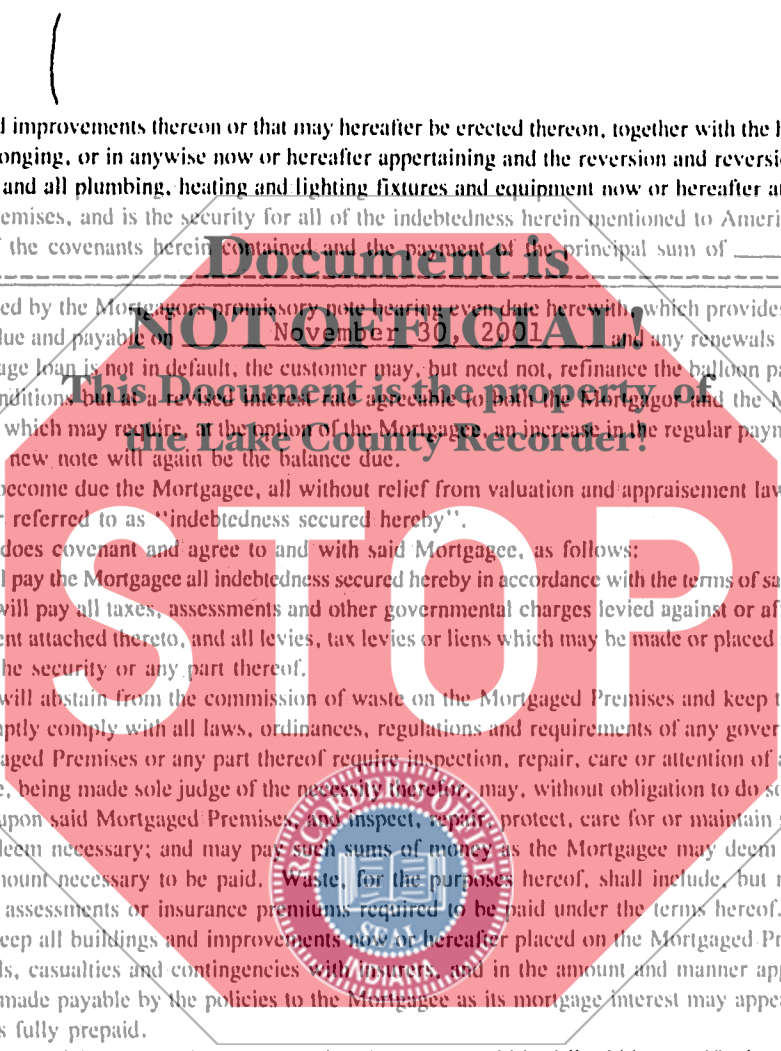 improvements thereon or that may hereafter be erected thereon, together with the
onging, or in anywise now or hereafter appertaining and the reversion and reversi
and all plumbing, heating and lighting fixtures and equipment now or hereafter a
emises, and is the security for all of the indebtedness herein mentioned to Ameri
f the covenants herein contained and the payment of the principal sum of
Document is
ed by the Mortgagors promissory note bearing even date herewith, which provides
NOT OFFICIAL!
ue and payable on November 30, 2001 and any renewals
age loan is not in default, the customer may, but need not, refinance the balloon pa
This Document is the property of
nditions but at a revised interest rate agreeable to both the Mortgagor and the M
the Lake County Recorder!
which may require, at the option of the Mortgagee, an increase in the regular paym
new note will again be the balance due.
become due the Mortgagee, all without relief from valuation and appraisement law
referred to as "indebtedness secured hereby".
does covenant and agree to and with said Mortgagee, as follows:
l pay the Mortgagee all indebtedness secured hereby in accordance with the terms of sa
will pay all taxes, assessments and other governmental charges levied against or af
ent attached thereto, and all levies, tax levies or liens which may be made or placed
he security or any part thereof.
STOP
will abstain from the commission of waste on the Mortgaged Premises and keep t
mptly comply with all laws, ordinances, regulations and requirements of any gover
aged Premises or any part thereof require inspection, repair, care or attention of a
e, being made sole judge of the necessity therefor, may, without obligation to do so
upon said Mortgaged Premises, and inspect, repair, protect, care for or maintain
deem necessary; and may pay such sums of money as the Mortgagee may deem
mount necessary to be paid. Waste, for the purposes hereof, shall include, but n
assessments or insurance premiums required to be paid under the terms hereof.
eep all buildings and improvements now or hereafter placed on the Mortgaged Pr
ls, casualties and contingencies with insurers, and in the amount and manner app
made payable by the policies to the Mortgagee as its mortgage interest may appea
s fully prepaid.
RECORDER'S OFFICE
SEAL
INDIANA